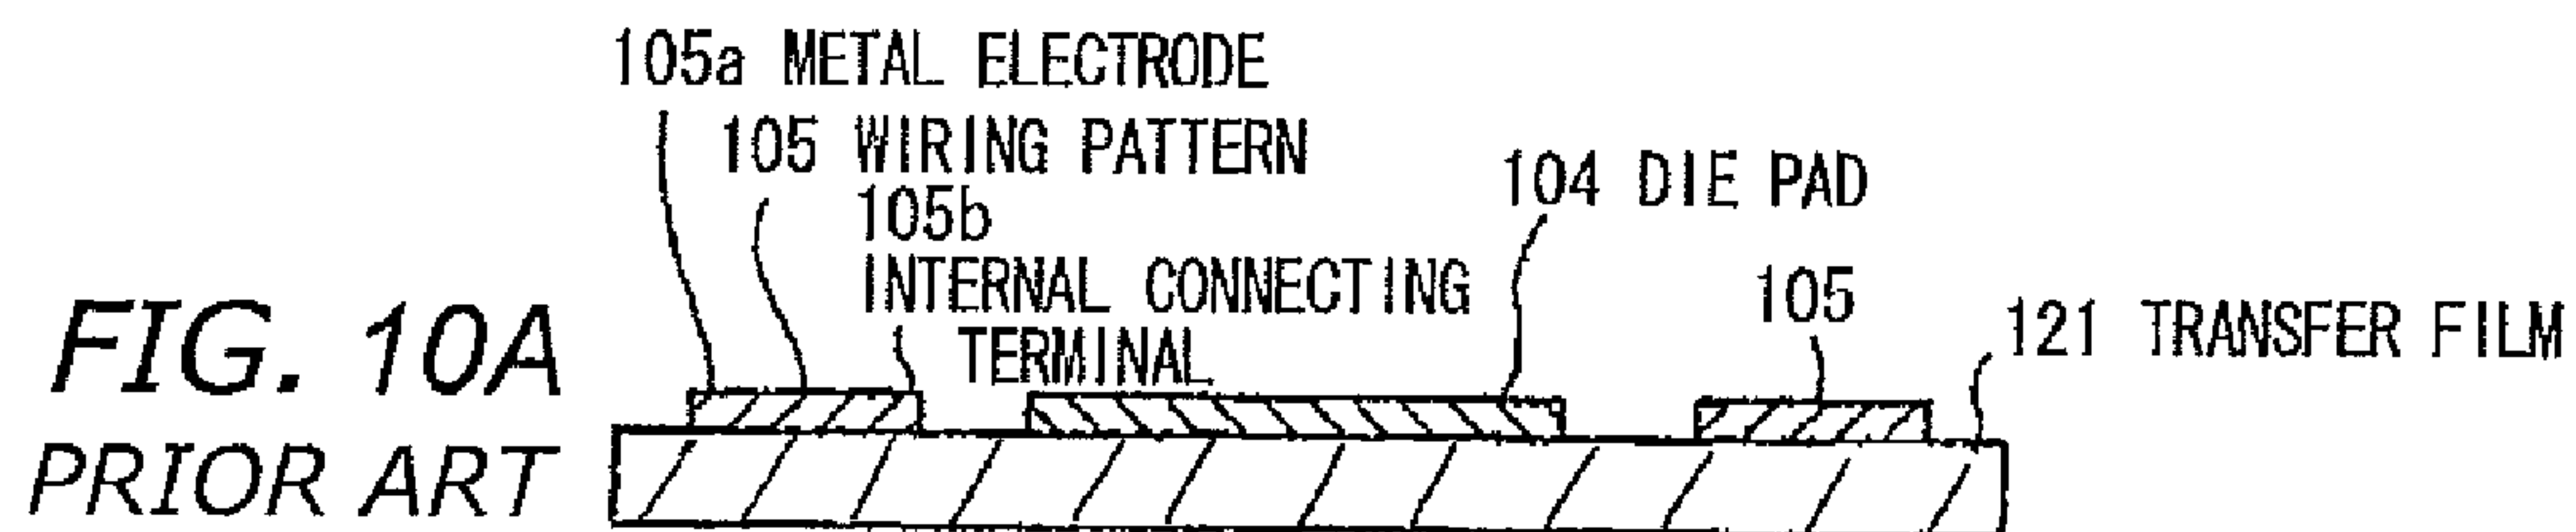 105a METAL ELECTRODE
105 WIRING PATTERN
105b
INTERNAL CONNECTING
TERMINAL
104 DIE PAD
105
121 TRANSFER FILM
FIG. 10A
PRIOR ART